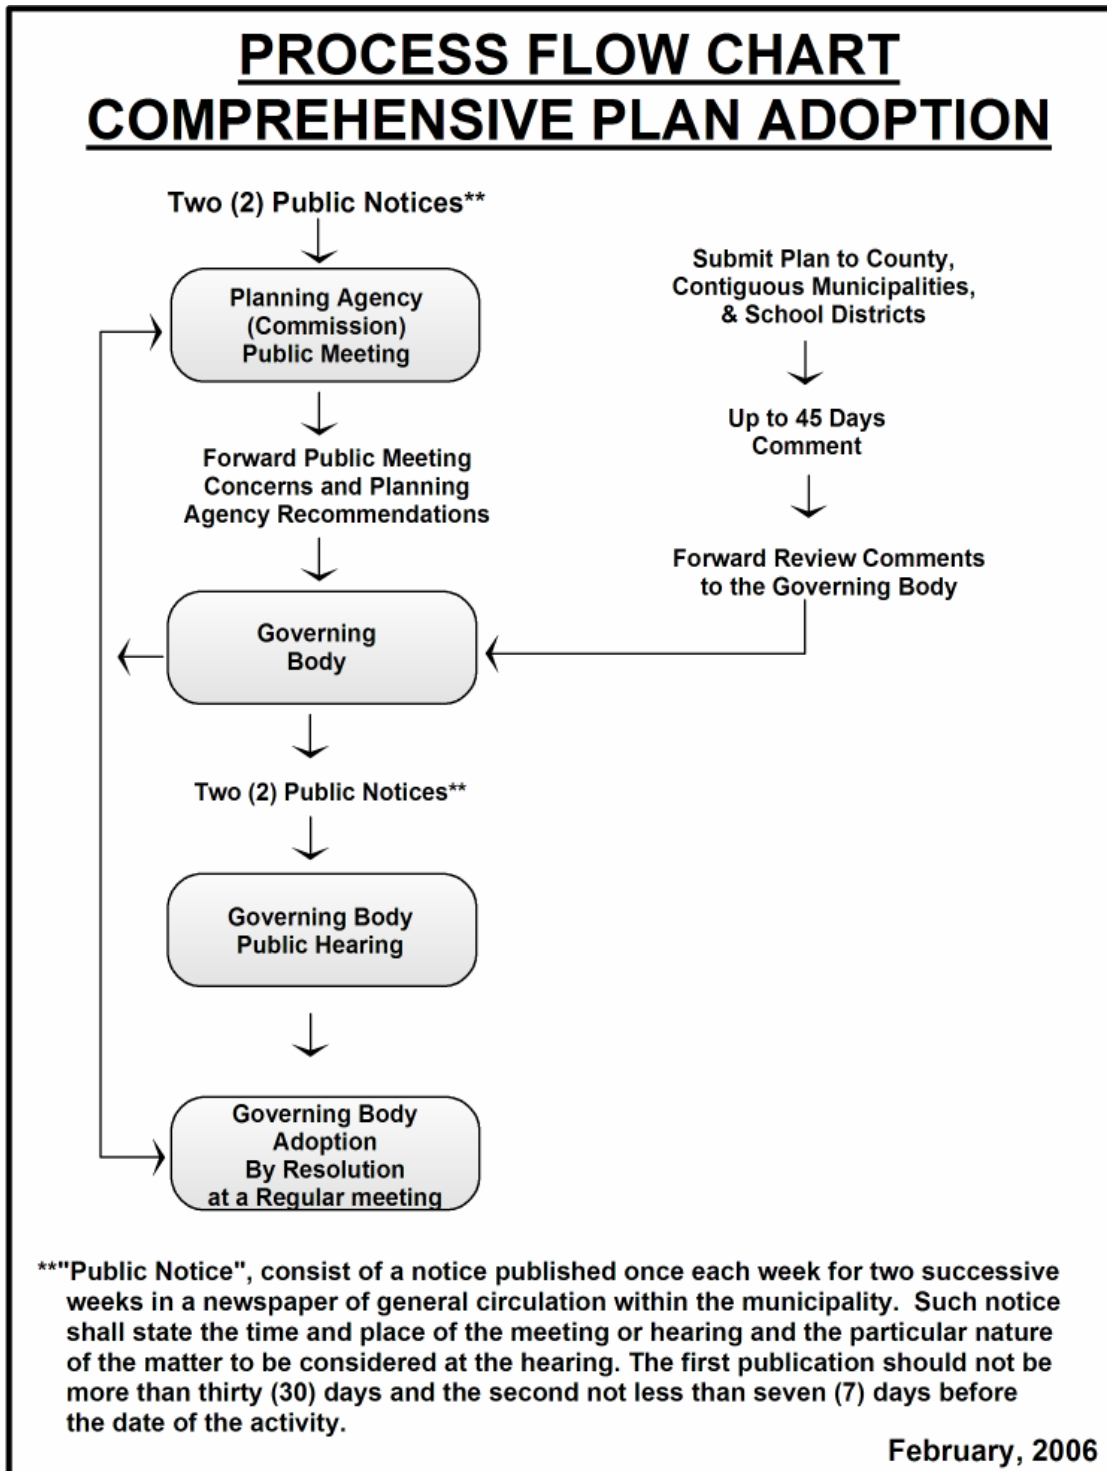 PROCESS FLOW CHART
COMPREHENSIVE PLAN ADOPTION
Two (2) Public Notices**
Planning Agency
(Commission)
Public Meeting
Forward Public Meeting
Concerns and Planning
Agency Recommendations
Governing
Body
Two (2) Public Notices**
Governing Body
Public Hearing
Governing Body
Adoption
By Resolution
at a Regular meeting
Submit Plan to County,
Contiguous Municipalities,
& School Districts
Up to 45 Days
Comment
Forward Review Comments
to the Governing Body
**"Public Notice", consist of a notice published once each week for two successive
weeks in a newspaper of general circulation within the municipality.  Such notice
shall state the time and place of the meeting or hearing and the particular nature
of the matter to be considered at the hearing. The first publication should not be
more than thirty (30) days and the second not less than seven (7) days before
the date of the activity.
February, 2006